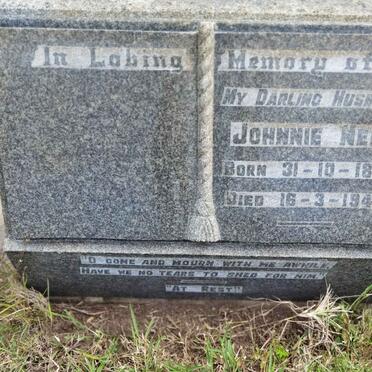 In Loving
Memory of
My Darling Hus
Johnnie Ne
Born 31-10-18
Died 16-3-194
"O come and mourn with me awhile
Have we no tears to shed for him."
"At Rest"